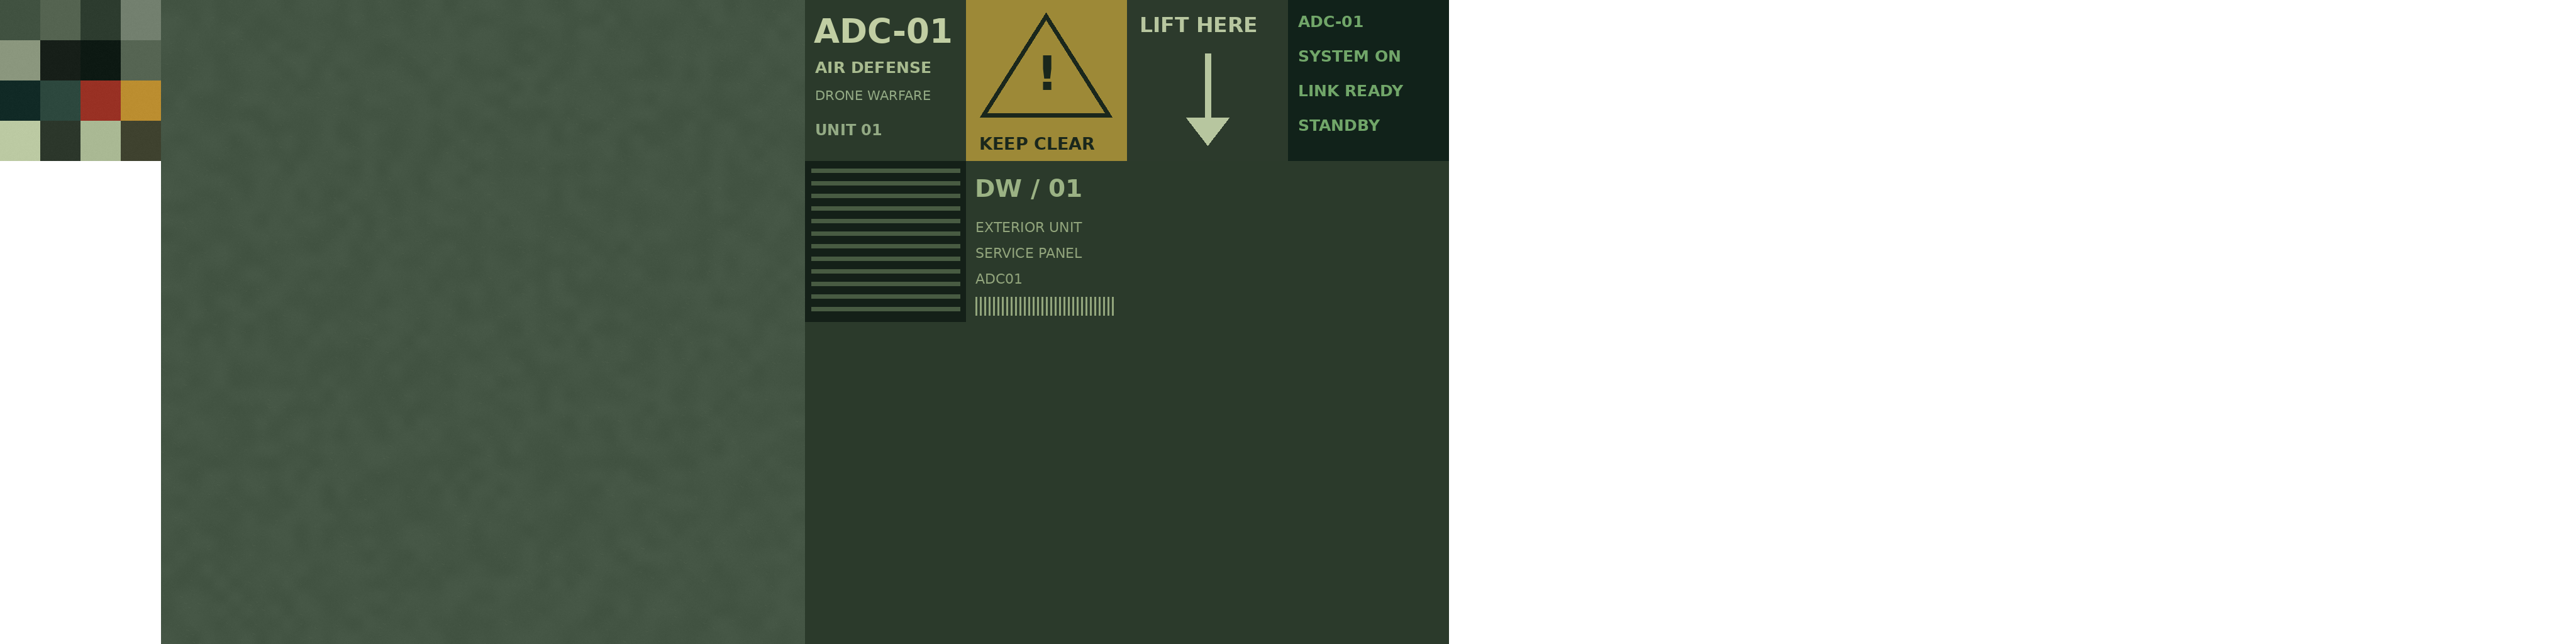 ADC-01
AIR DEFENSE
DRONE WARFARE
UNIT 01
!
KEEP CLEAR
LIFT HERE
ADC-01
SYSTEM ON
LINK READY
STANDBY
DW / 01
EXTERIOR UNIT
SERVICE PANEL
ADC01